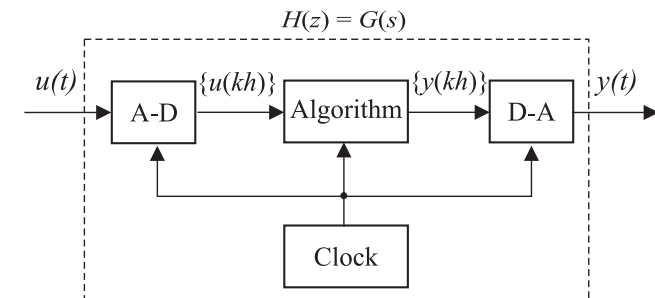 H(z) = G(s)
u(t) {u(kh)} {y(kh)} y(t)
A-D Algorithm D-A
Clock